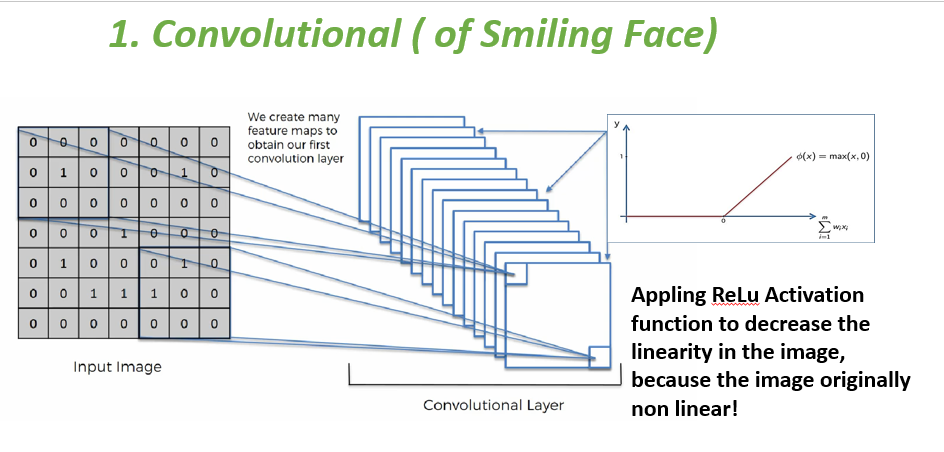 1. Convolutional ( of Smiling Face)
We create many
feature maps to
obtain our first
convolution layer
0 0 0 0 0 0 0
0 1 0 0 0 1 0
0 0 0 0 0 0 0
0 0 0 1 0 0 0
0 1 0 0 0 1 0
0 0 1 1 1 0 0
0 0 0 0 0 0 0
Input Image
Convolutional Layer
y
1
ϕ(x) = max(x, 0)
0
m
∑ wᵢxᵢ
i=1
Appling ReLu Activation
function to decrease the
linearity in the image,
because the image originally
non linear!